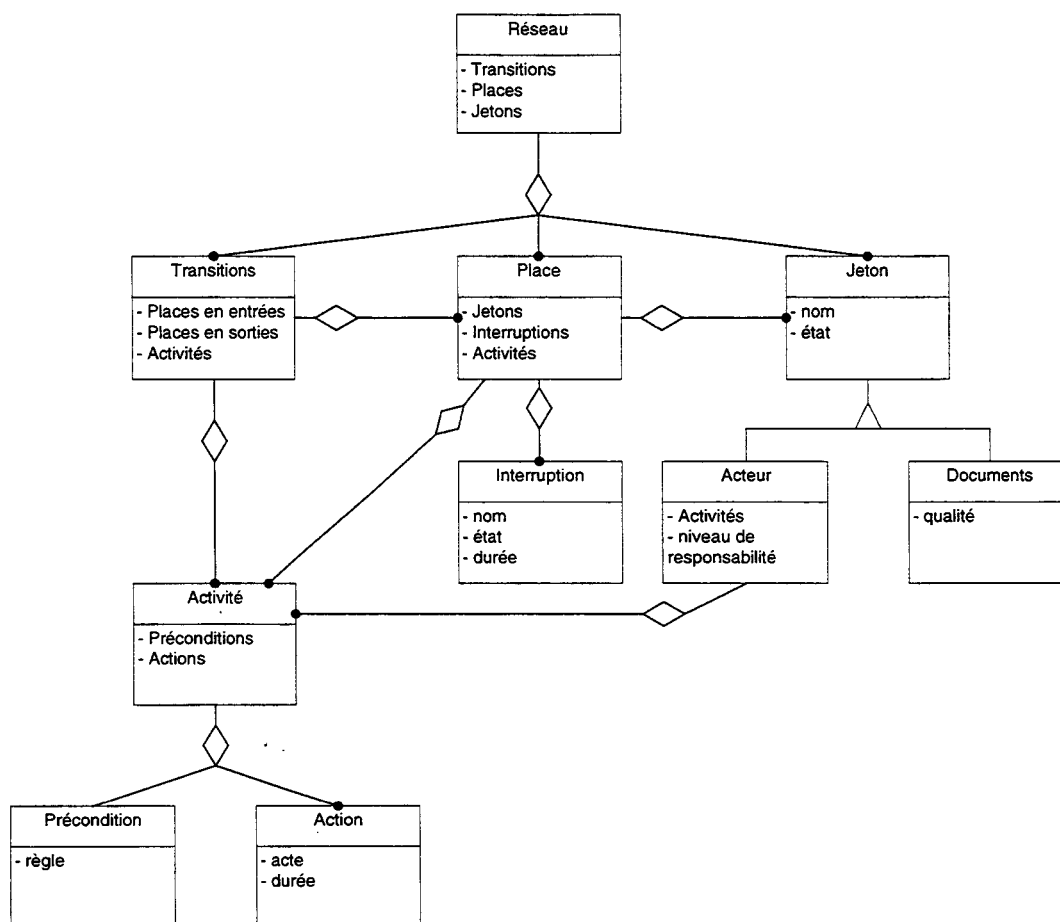 Réseau
- Transitions
- Places
- Jetons
Transitions
- Places en entrées
- Places en sorties
- Activités
Place
- Jetons
- Interruptions
- Activités
Jeton
- nom
- état
Interruption
- nom
- état
- durée
Acteur
- Activités
- niveau de
responsabilité
Documents
- qualité
Activité
- Préconditions
- Actions
Précondition
- règle
Action
- acte
- durée